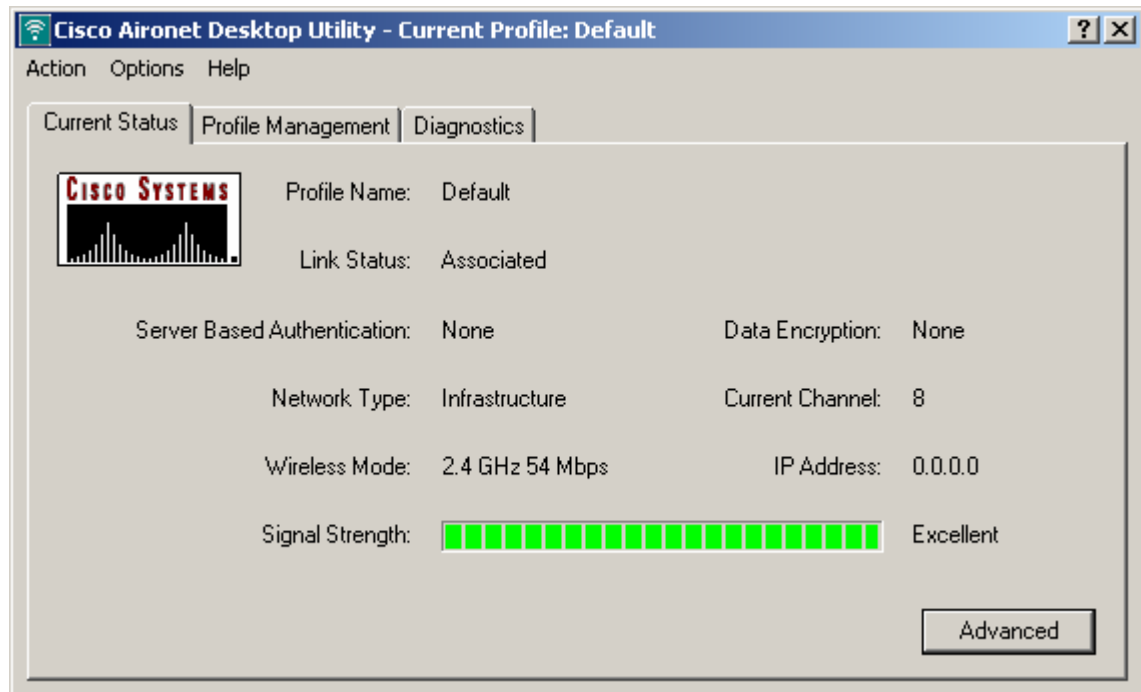 Cisco Aironet Desktop Utility - Current Profile: Default
Action Options Help
Current Status Profile Management Diagnostics
CISCO SYSTEMS
Profile Name: Default
Link Status: Associated
Server Based Authentication: None Data Encryption: None
Network Type: Infrastructure Current Channel: 8
Wireless Mode: 2.4 GHz 54 Mbps IP Address: 0.0.0.0
Signal Strength: Excellent
Advanced